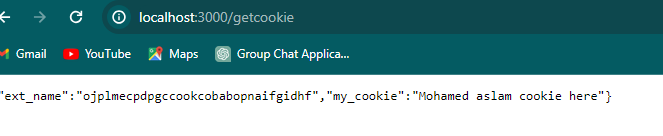 localhost:3000/getcookie
Gmail YouTube Maps Group Chat Applica...
"ext_name":"ojplmecpdpgccookcobabopnaifgidhf","my_cookie":"Mohamed aslam cookie here"}